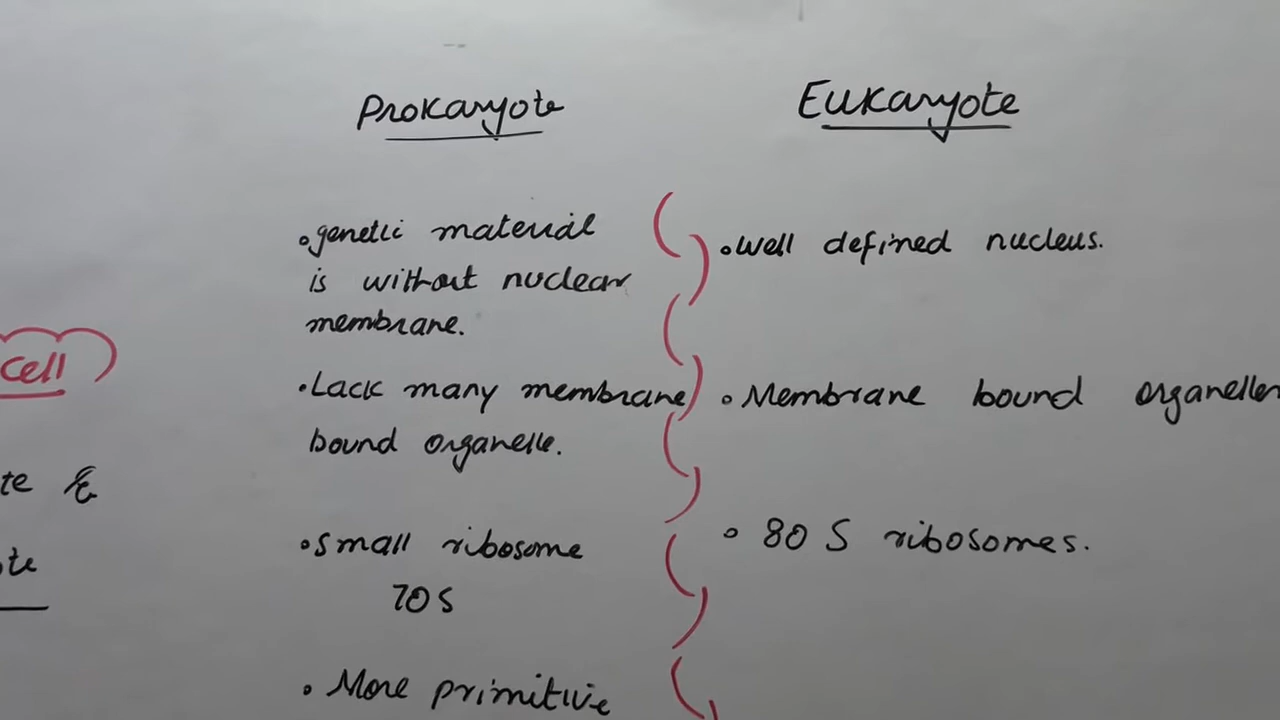 Prokaryote
Eukaryote
•genetic material
is without nuclear
membrane.
•well defined nucleus.
•Lack many membrane
bound organelle.
•Membrane bound organelles
•small ribosome
70S
•80 S ribosomes.
•More primitive
Cell
te &
te